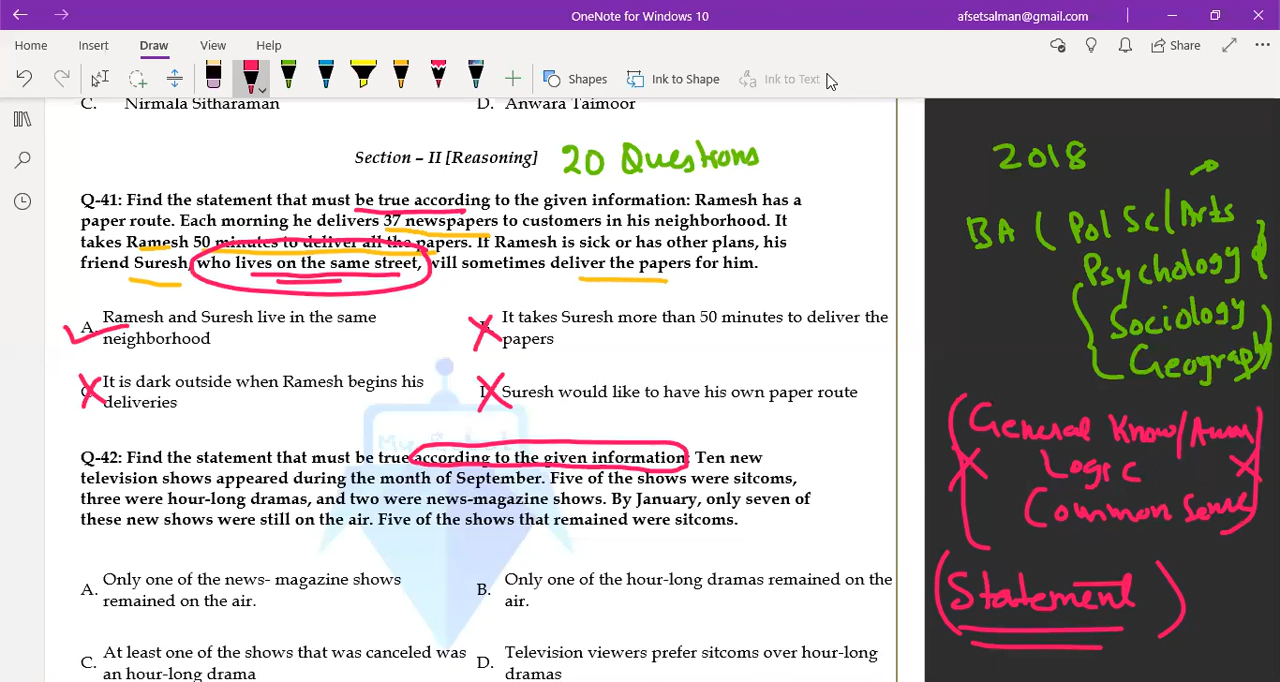 OneNote for Windows 10
afsetsalman@gmail.com
Home Insert Draw View Help
Share
Shapes Ink to Shape Ink to Text
C. Nirmala Sitharaman
D. Anwara Taimoor
Section – II [Reasoning]
20 Questions
Q-41: Find the statement that must be true according to the given information: Ramesh has a
paper route. Each morning he delivers 37 newspapers to customers in his neighborhood. It
takes Ramesh 50 minutes to deliver all the papers. If Ramesh is sick or has other plans, his
friend Suresh, who lives on the same street, will sometimes deliver the papers for him.
A. Ramesh and Suresh live in the same
neighborhood
It takes Suresh more than 50 minutes to deliver the
papers
It is dark outside when Ramesh begins his
deliveries
Suresh would like to have his own paper route
Q-42: Find the statement that must be true according to the given information: Ten new
television shows appeared during the month of September. Five of the shows were sitcoms,
three were hour-long dramas, and two were news-magazine shows. By January, only seven of
these new shows were still on the air. Five of the shows that remained were sitcoms.
A. Only one of the news- magazine shows
remained on the air.
B. Only one of the hour-long dramas remained on the
air.
C. At least one of the shows that was canceled was
an hour-long drama
D. Television viewers prefer sitcoms over hour-long
dramas
2018
BA ( Pol Sc/Arts
Psychology
Sociology
Geography
General Know/Awar
Logic
Common Sense
(Statement)